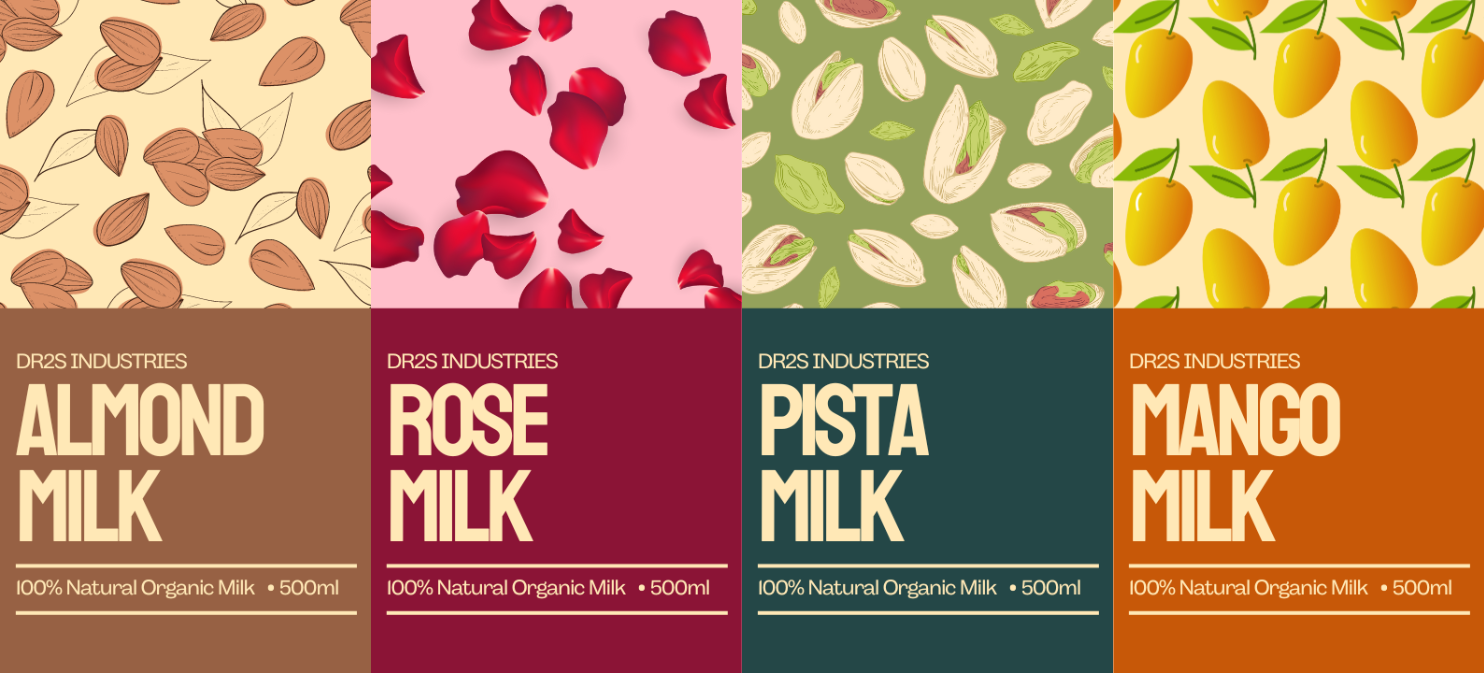 DR2S INDUSTRIES
ALMOND
MILK
100% Natural Organic Milk • 500ml
DR2S INDUSTRIES
ROSE
MILK
100% Natural Organic Milk • 500ml
DR2S INDUSTRIES
PISTA
MILK
100% Natural Organic Milk • 500ml
DR2S INDUSTRIES
MANGO
MILK
100% Natural Organic Milk • 500ml